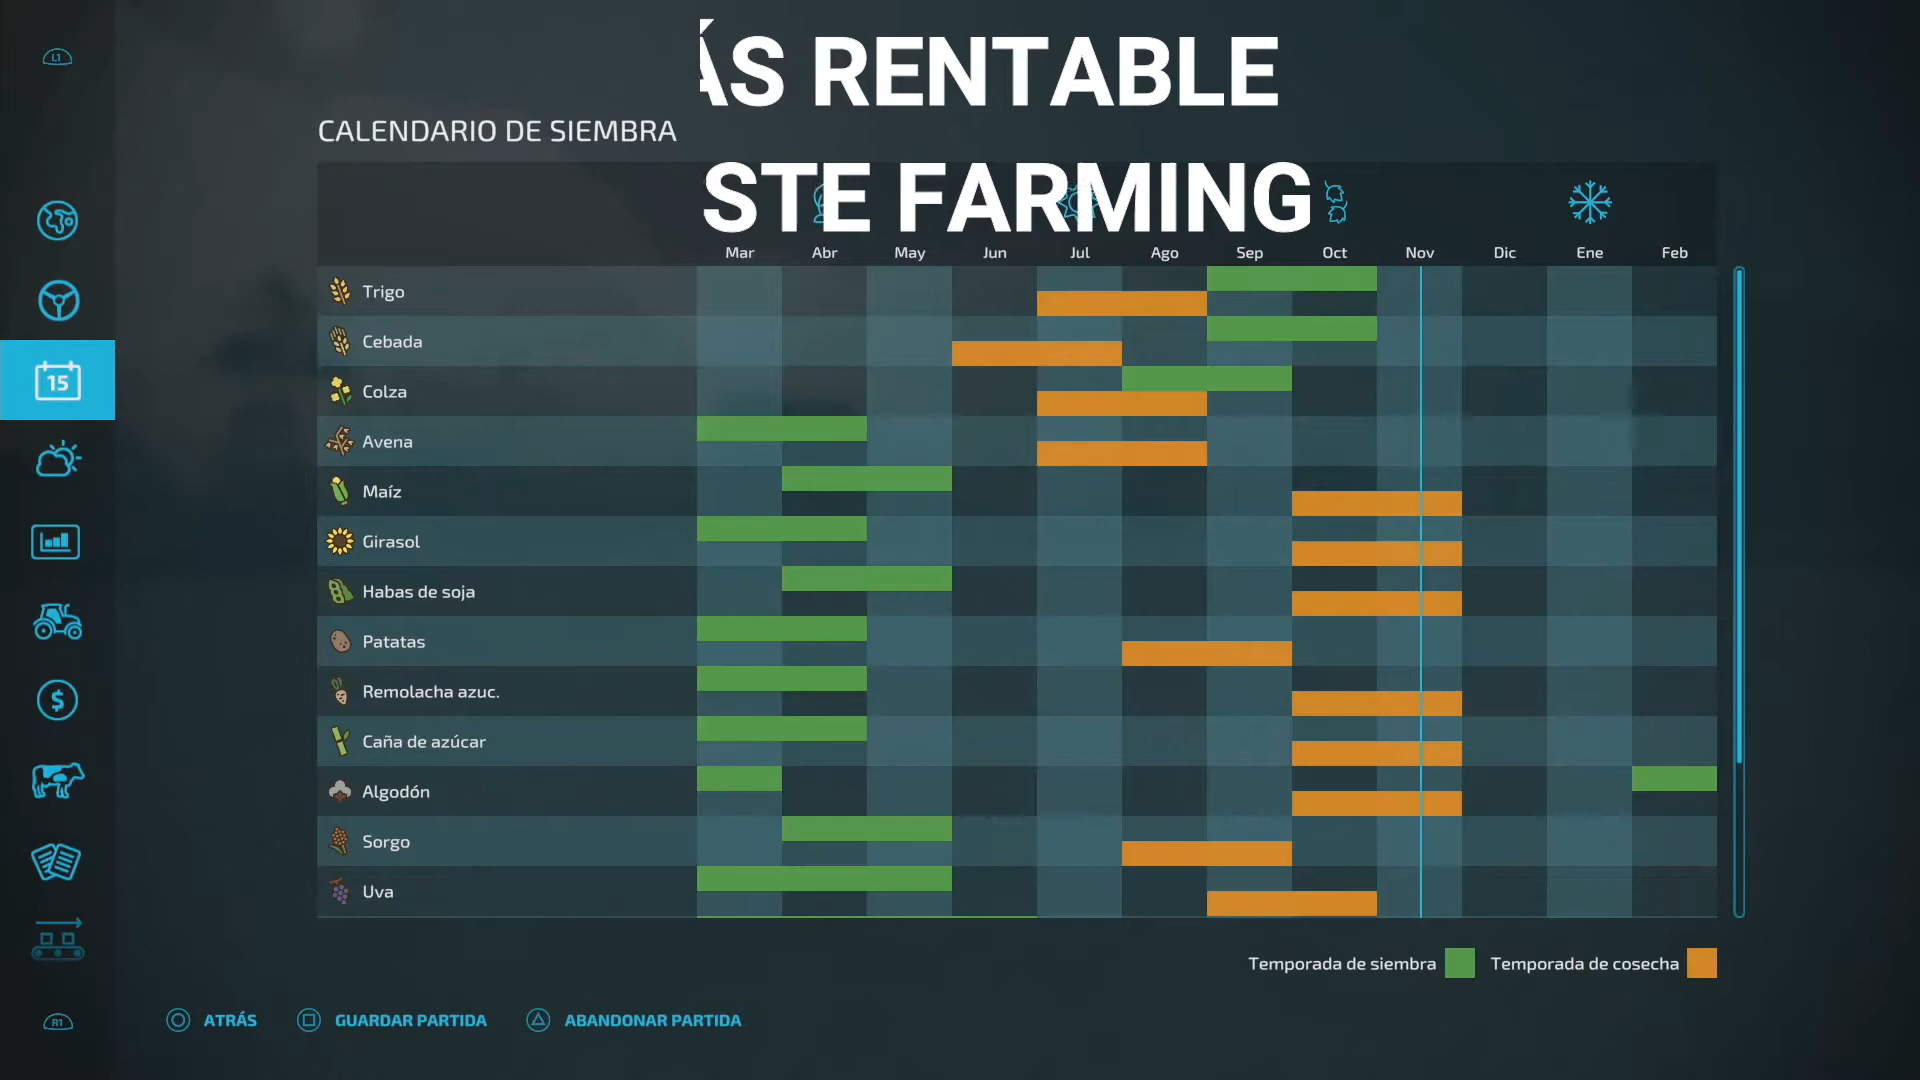 L1
ÁS RENTABLE
CALENDARIO DE SIEMBRA
STE FARMING
Mar Abr May Jun Jul Ago Sep Oct Nov Dic Ene Feb
Trigo
Cebada
Colza
15
Avena
Maíz
Girasol
Habas de soja
Patatas
Remolacha azuc.
$
Caña de azúcar
Algodón
Sorgo
Uva
Temporada de siembra Temporada de cosecha
R1 ATRÁS GUARDAR PARTIDA ABANDONAR PARTIDA